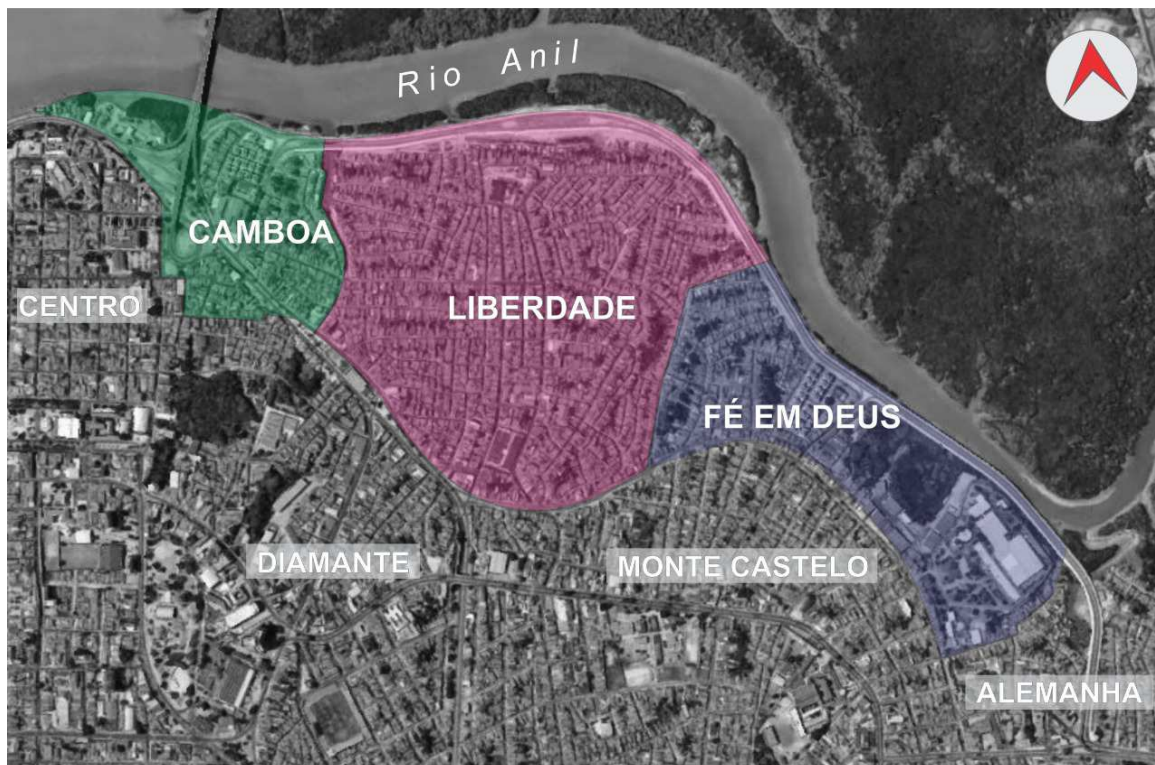 Rio Anil
CAMBOA
CENTRO
LIBERDADE
FÉ EM DEUS
DIAMANTE
MONTE CASTELO
ALEMANHA